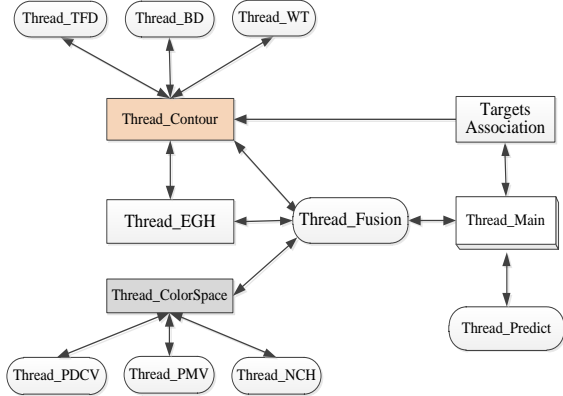 Thread_TFD
Thread_BD
Thread_WT
Thread_Contour
Targets
Association
Thread_EGH
Thread_Fusion
Thread_Main
Thread_ColorSpace
Thread_Predict
Thread_PDCV
Thread_PMV
Thread_NCH